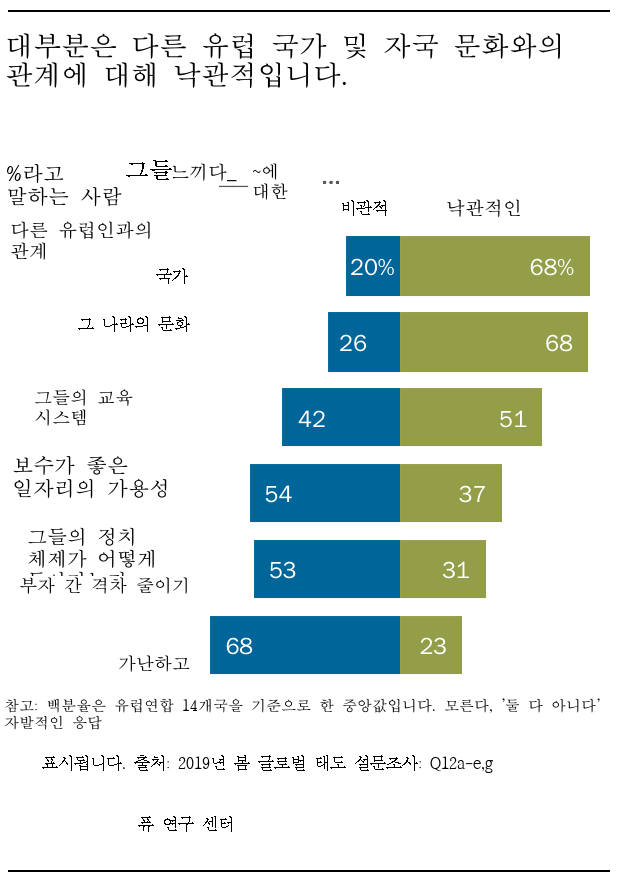 대부분은 다른 유럽 국가 및 자국 문화와의
관계에 대해 낙관적입니다.
%라고 말하는 사람
그들느끼다_ __ ~에 대한 ...
비관적 낙관적인
다른 유럽인과의
관계
국가
20% 68%
그 나라의 문화
26 68
그들의 교육
시스템
42 51
보수가 좋은
일자리의 가용성
54 37
그들의 정치
체제가 어떻게
53 31
부자 간 격차 줄이기
가난하고
68 23
참고: 백분율은 유럽연합 14개국을 기준으로 한 중앙값입니다. 모른다, '둘 다 아니다'
자발적인 응답
표시됩니다. 출처: 2019년 봄 글로벌 태도 설문조사: Q12a-e,g
퓨 연구 센터